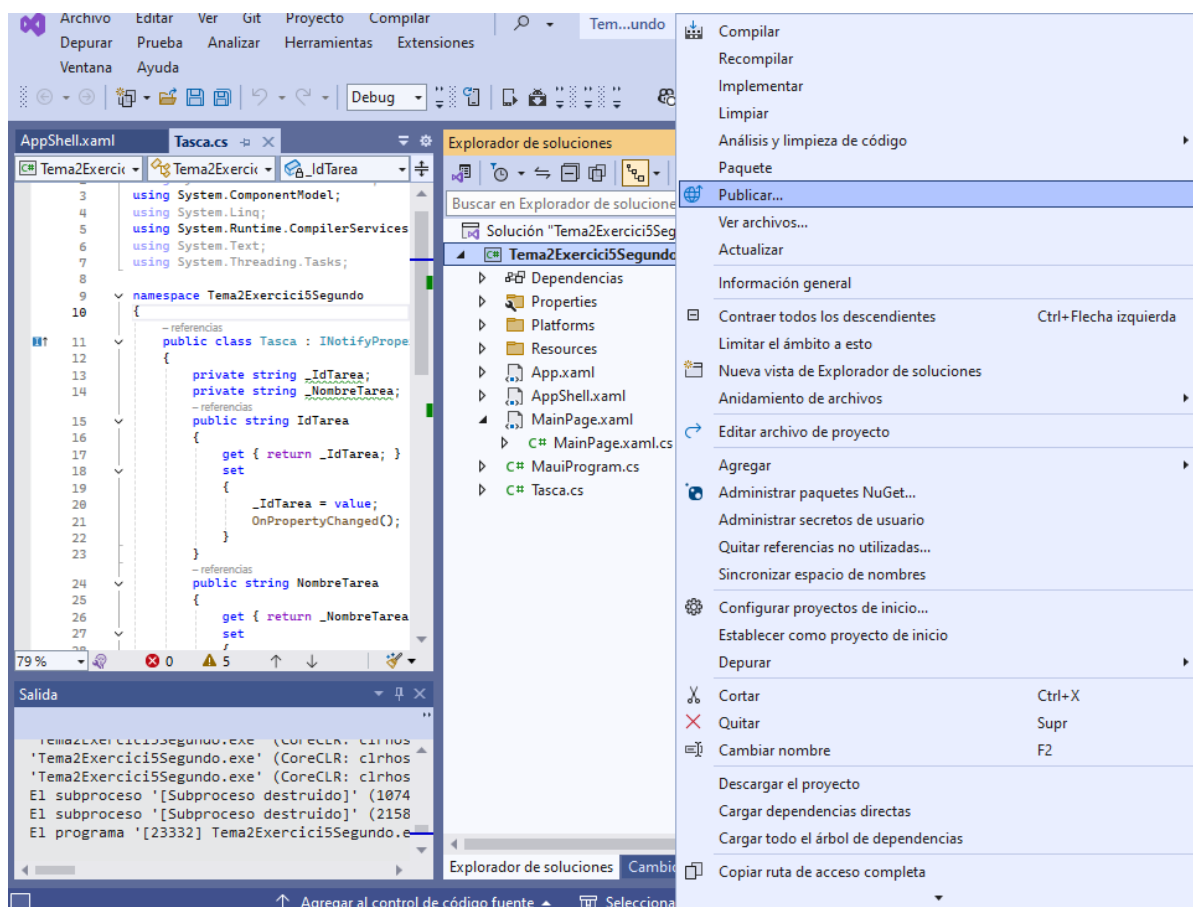 Archivo Editar Ver Git Proyecto Compilar
Depurar Prueba Analizar Herramientas Extensiones
Ventana Ayuda
Tem...undo
Debug
AppShell.xaml
Tasca.cs
Tema2Exercic
Tema2Exercic
_IdTarea
3 using System.ComponentModel;
4 using System.Linq;
5 using System.Runtime.CompilerServices
6 using System.Text;
7 using System.Threading.Tasks;
8
9 namespace Tema2Exercici5Segundo
10 {
– referencias
11 public class Tasca : INotifyPrope
12 {
13 private string _IdTarea;
14 private string _NombreTarea;
– referencias
15 public string IdTarea
16 {
17 get { return _IdTarea; }
18 set
19 {
20 _IdTarea = value;
21 OnPropertyChanged();
22 }
23 }
– referencias
24 public string NombreTarea
25 {
26 get { return _NombreTarea
27 set
28 {
79 % 0 5
Salida
'Tema2Exercici5Segundo.exe' (CoreCLR: clrhos
'Tema2Exercici5Segundo.exe' (CoreCLR: clrhos
'Tema2Exercici5Segundo.exe' (CoreCLR: clrhos
El subproceso '[Subproceso destruido]' (1074
El subproceso '[Subproceso destruido]' (2158
El programa '[23332] Tema2Exercici5Segundo.e
Explorador de soluciones
Buscar en Explorador de solucione
Solución "Tema2Exercici5Seg
C# Tema2Exercici5Segundo
Dependencias
Properties
Platforms
Resources
App.xaml
AppShell.xaml
MainPage.xaml
C# MainPage.xaml.cs
C# MauiProgram.cs
C# Tasca.cs
Explorador de soluciones Cambio
Agregar al control de código fuente Selecciona
Compilar
Recompilar
Implementar
Limpiar
Análisis y limpieza de código
Paquete
Publicar...
Ver archivos...
Actualizar
Información general
Contraer todos los descendientes Ctrl+Flecha izquierda
Limitar el ámbito a esto
Nueva vista de Explorador de soluciones
Anidamiento de archivos
Editar archivo de proyecto
Agregar
Administrar paquetes NuGet...
Administrar secretos de usuario
Quitar referencias no utilizadas...
Sincronizar espacio de nombres
Configurar proyectos de inicio...
Establecer como proyecto de inicio
Depurar
Cortar Ctrl+X
Quitar Supr
Cambiar nombre F2
Descargar el proyecto
Cargar dependencias directas
Cargar todo el árbol de dependencias
Copiar ruta de acceso completa